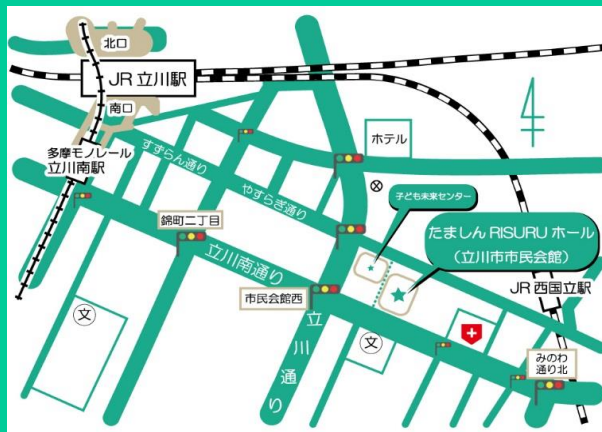 北口
JR 立川駅
南口
多摩モノレール
立川南駅
すずらん通り
ホテル
やすらぎ通り
子ども未来センター
錦町二丁目
立川南通り
たましん RISURU ホール
（立川市市民会館）
市民会館西
JR 西国立駅
立川通り
文
文
みのわ
通り北